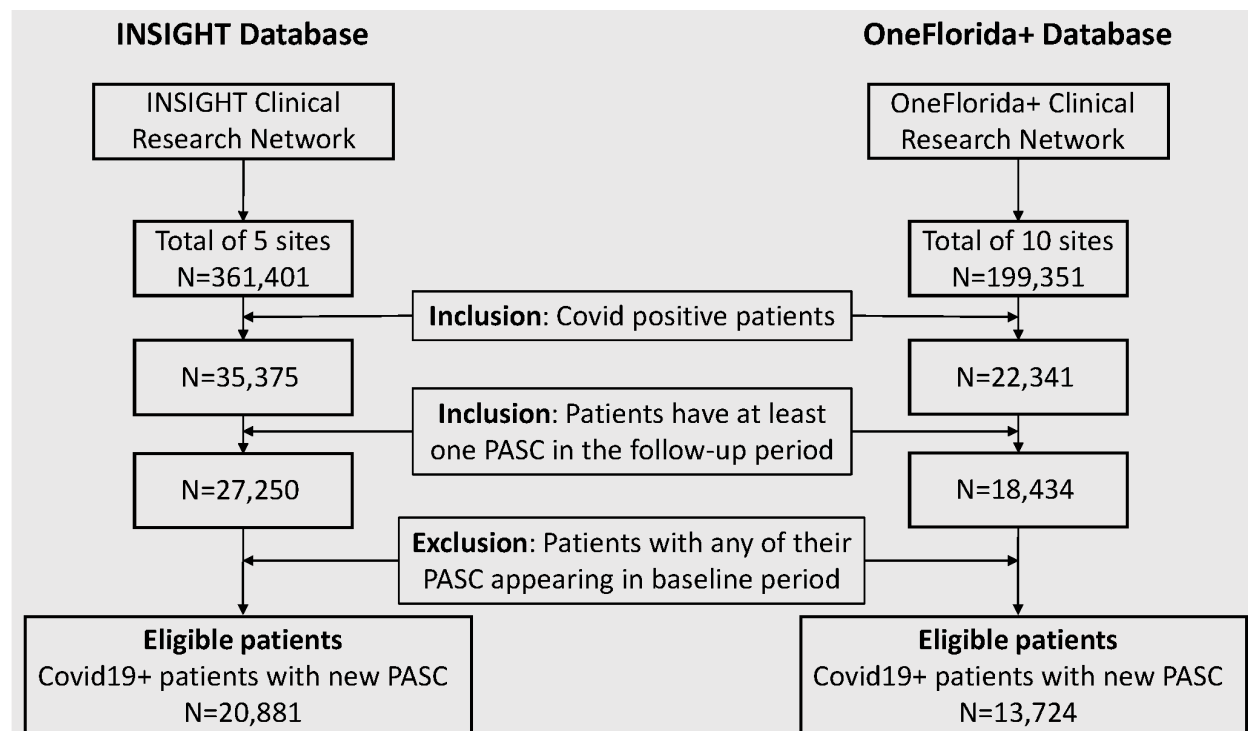 INSIGHT Database
OneFlorida+ Database
INSIGHT Clinical
Research Network
OneFlorida+ Clinical
Research Network
Total of 5 sites
N=361,401
Total of 10 sites
N=199,351
Inclusion: Covid positive patients
N=35,375
N=22,341
Inclusion: Patients have at least
one PASC in the follow-up period
N=27,250
N=18,434
Exclusion: Patients with any of their
PASC appearing in baseline period
Eligible patients
Covid19+ patients with new PASC
N=20,881
Eligible patients
Covid19+ patients with new PASC
N=13,724